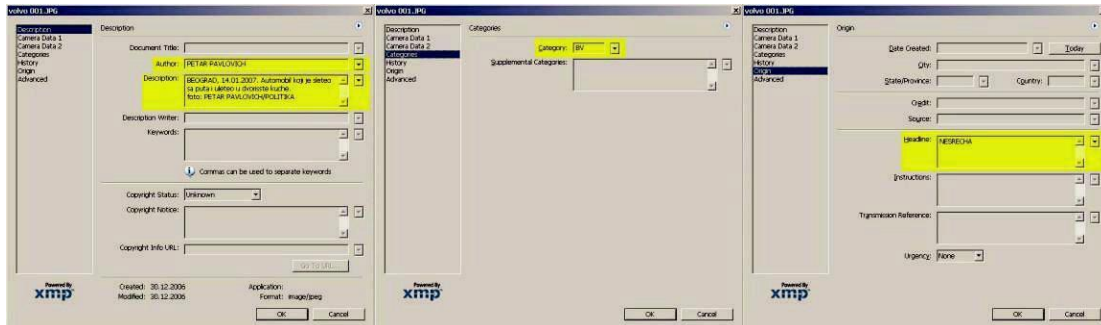 volvo 001.JPG
Description
Camera Data 1
Camera Data 2
Categories
History
Origin
Advanced
Description
Document Title:
Author: PETAR PAVLOVICH
Description: BEOGRAD, 14.01.2007. Automobil koji je sleteo
sa puta i uleteo u dvoriste kuche.
foto: PETAR PAVLOVICH/POLITIKA
Description Writer:
Keywords:
Commas can be used to separate keywords
Copyright Status: Unknown
Copyright Notice:
Copyright Info URL:
Go To URL...
Powered By
xmp
Created: 30.12.2006
Modified: 30.12.2006
Application:
Format: image/jpeg
OK Cancel
volvo 001.JPG
Description
Camera Data 1
Camera Data 2
Categories
History
Origin
Advanced
Categories
Category: BV
Supplemental Categories:
Powered By
xmp
OK Cancel
volvo 001.JPG
Description
Camera Data 1
Camera Data 2
Categories
History
Origin
Advanced
Origin
Date Created: Today
City:
State/Province: Country:
Credit:
Source:
Headline: NESRECHA
Instructions:
Transmission Reference:
Urgency: None
Powered By
xmp
OK Cancel